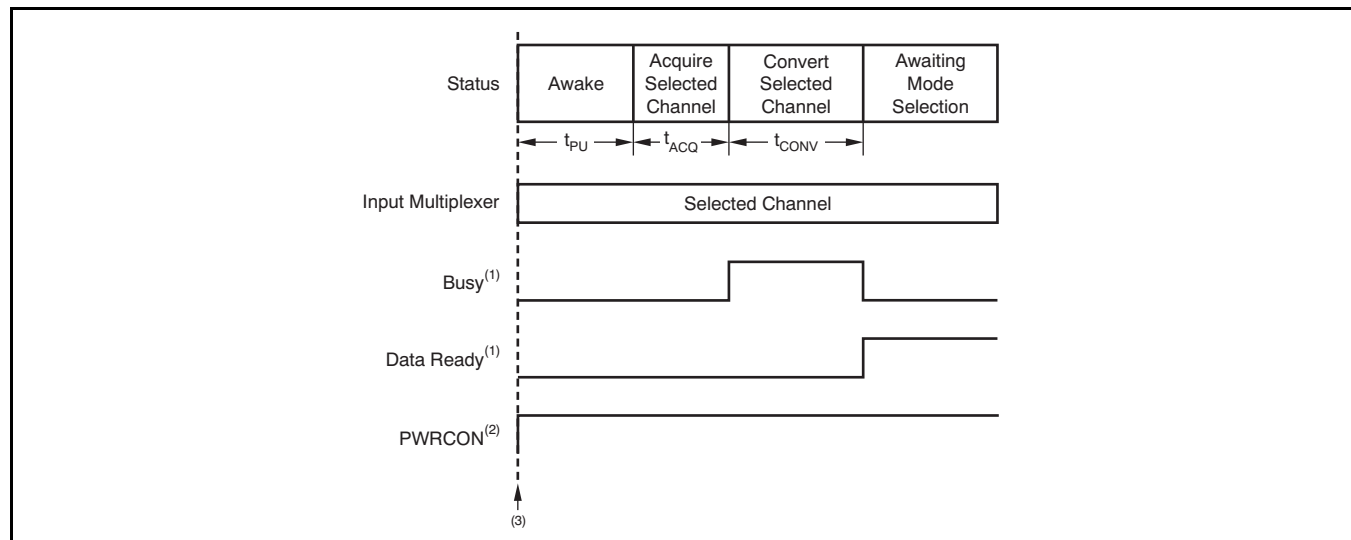 Status
Awake
Acquire
Selected
Channel
Convert
Selected
Channel
Awaiting
Mode
Selection
tPU
tACQ
tCONV
Input Multiplexer
Selected Channel
Busy(1)
Data Ready(1)
PWRCON(2)
(3)